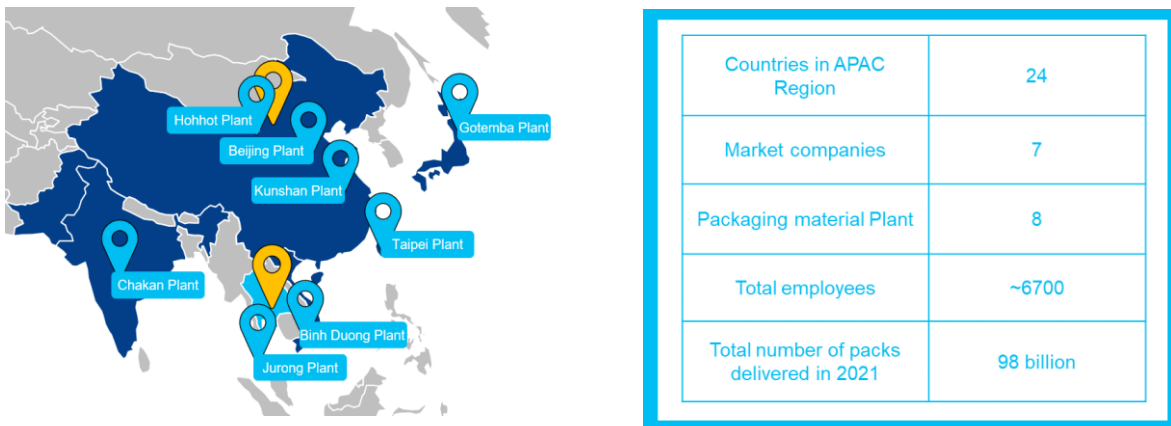 Hohhot Plant
Gotemba Plant
Beijing Plant
Kunshan Plant
Taipei Plant
Chakan Plant
Binh Duong Plant
Jurong Plant
Countries in APAC
Region
24
Market companies
7
Packaging material Plant
8
Total employees
~6700
Total number of packs
delivered in 2021
98 billion